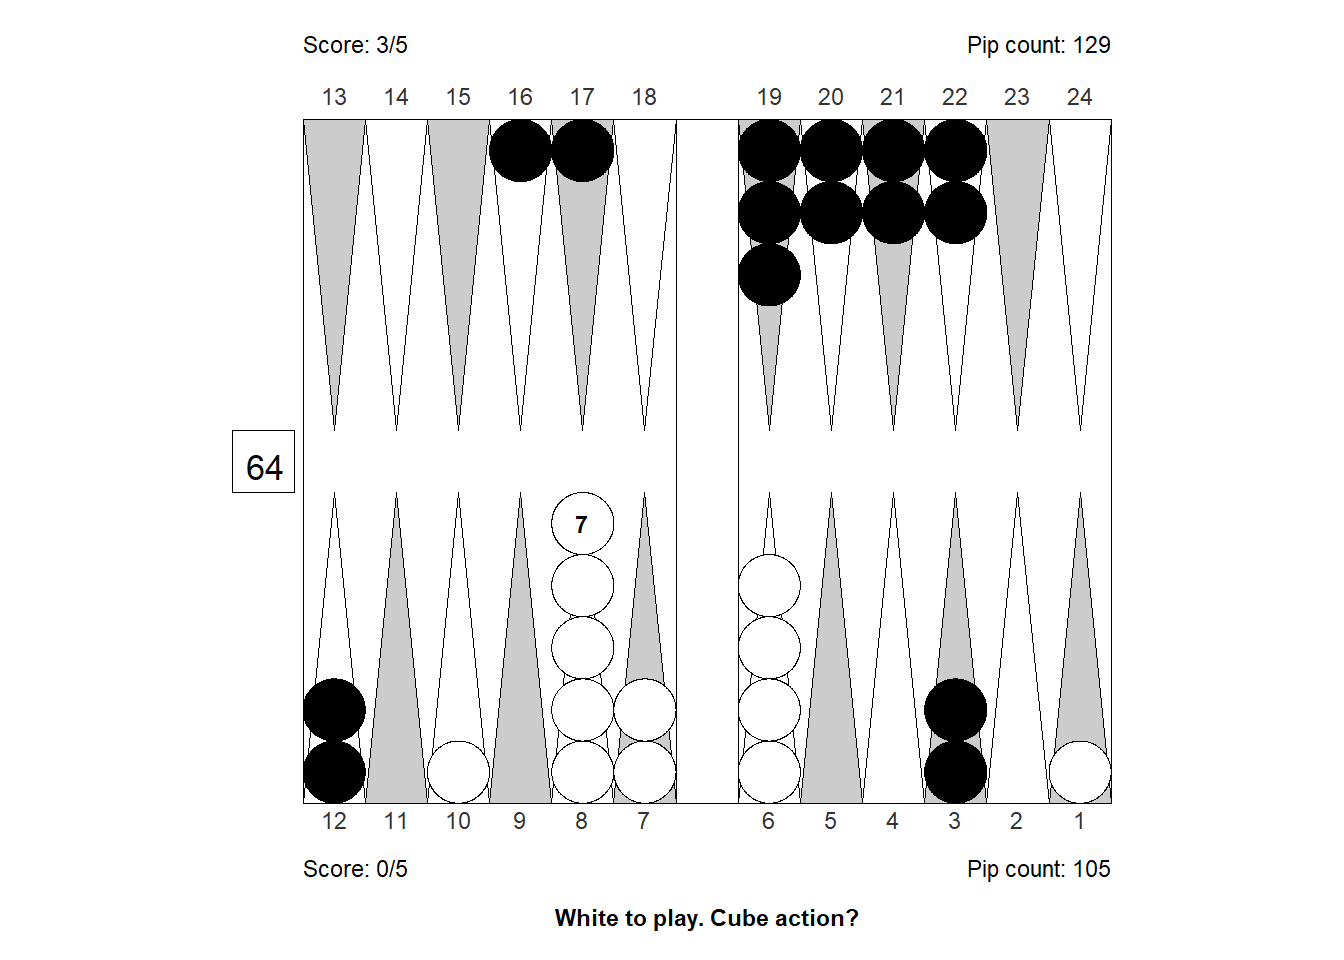 Score: 3/5 Pip count: 129
13 14 15 16 17 18 19 20 21 22 23 24
64
7
12 11 10 9 8 7 6 5 4 3 2 1
Score: 0/5 Pip count: 105
White to play. Cube action?